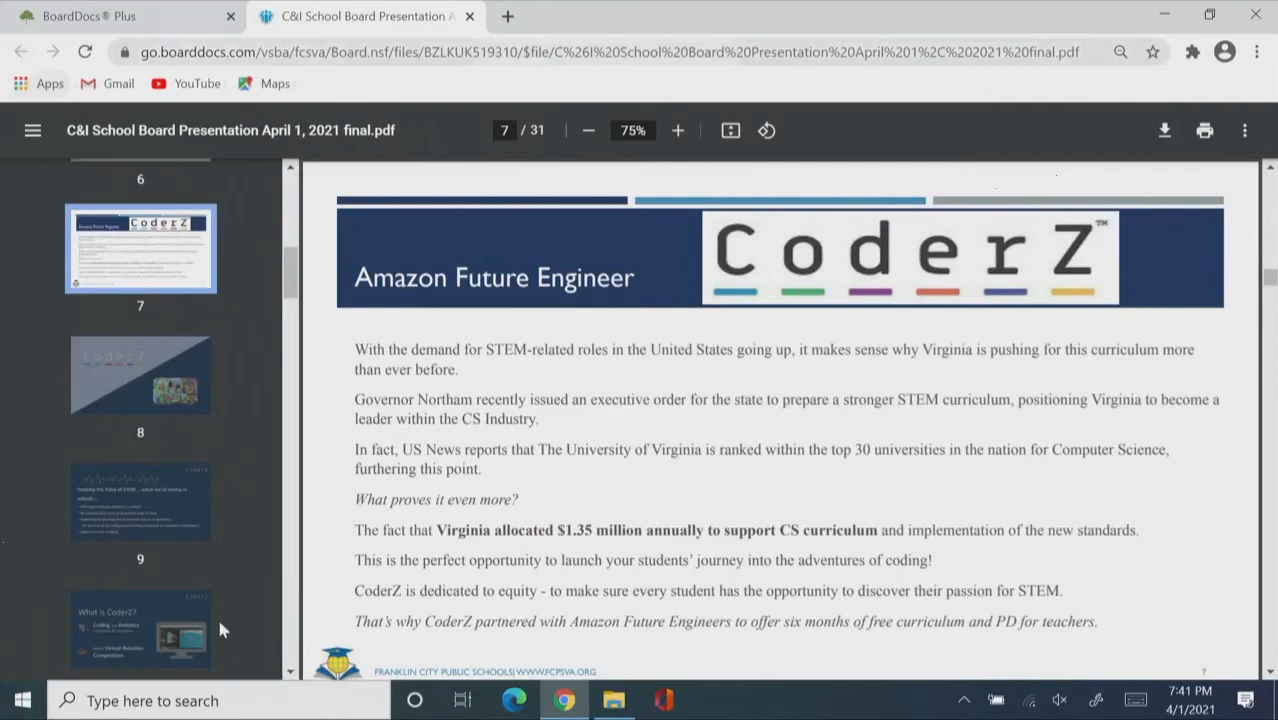 BoardDocs® Plus
C&I School Board Presentation A
go.boarddocs.com/vsba/fcsva/Board.nsf/files/BZLKUK519310/$file/C%26I%20School%20Board%20Presentation%20April%201%2C%202021%20final.pdf
Apps Gmail YouTube Maps
C&I School Board Presentation April 1, 2021 final.pdf
7 / 31
75%
6
7
8
9
CoderZ
What is CoderZ?
Coding
Virtual Robotics
Competition
CoderZ™
Amazon Future Engineer
With the demand for STEM-related roles in the United States going up, it makes sense why Virginia is pushing for this curriculum more
than ever before.
Governor Northam recently issued an executive order for the state to prepare a stronger STEM curriculum, positioning Virginia to become a
leader within the CS Industry.
In fact, US News reports that The University of Virginia is ranked within the top 30 universities in the nation for Computer Science,
furthering this point.
What proves it even more?
The fact that Virginia allocated $1.35 million annually to support CS curriculum and implementation of the new standards.
This is the perfect opportunity to launch your students' journey into the adventures of coding!
CoderZ is dedicated to equity - to make sure every student has the opportunity to discover their passion for STEM.
That's why CoderZ partnered with Amazon Future Engineers to offer six months of free curriculum and PD for teachers.
FRANKLIN CITY PUBLIC SCHOOLS|WWW.FCPSVA.ORG
7
Type here to search
7:41 PM
4/1/2021